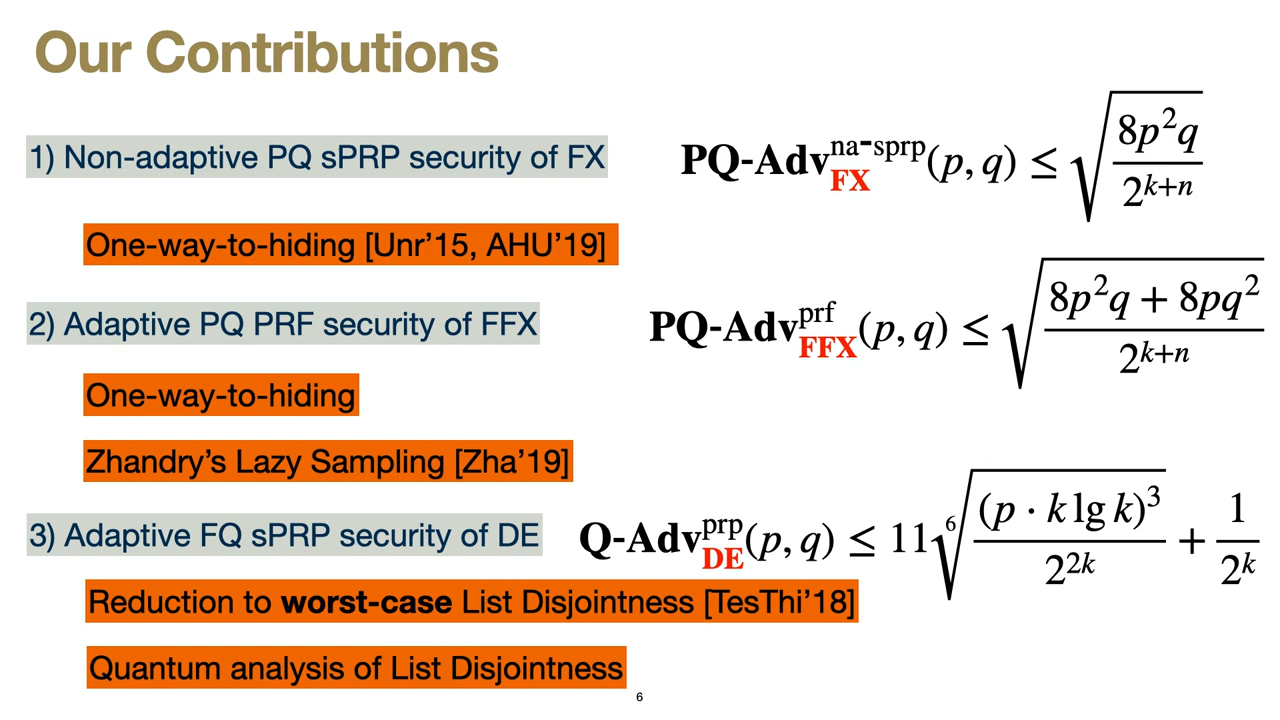 Our Contributions
1) Non-adaptive PQ sPRP security of FX
PQ-Adv^{na-sprp}_{FX}(p, q) ≤ √(8p²q / 2^{k+n})
One-way-to-hiding [Unr’15, AHU’19]
2) Adaptive PQ PRF security of FFX
PQ-Adv^{prf}_{FFX}(p, q) ≤ √((8p²q + 8pq²) / 2^{k+n})
One-way-to-hiding
Zhandry’s Lazy Sampling [Zha’19]
3) Adaptive FQ sPRP security of DE
Q-Adv^{prp}_{DE}(p, q) ≤ 11 ⁶√((p · k lg k)³ / 2^{2k}) + 1/2^k
Reduction to worst-case List Disjointness [TesThi’18]
Quantum analysis of List Disjointness
6